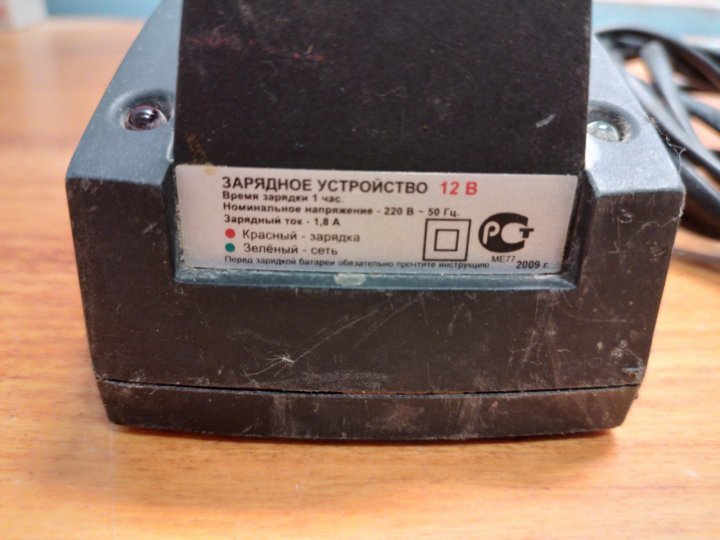 ЗАРЯДНОЕ УСТРОЙСТВО 12 В
Время зарядки 1 час.
Номинальное напряжение - 220 В ~ 50 Гц.
Зарядный ток - 1,8 А
Красный - зарядка
Зелёный - сеть
РСТ
МЕ77
Перед зарядкой батареи обязательно прочтите инструкцию
2009 г.